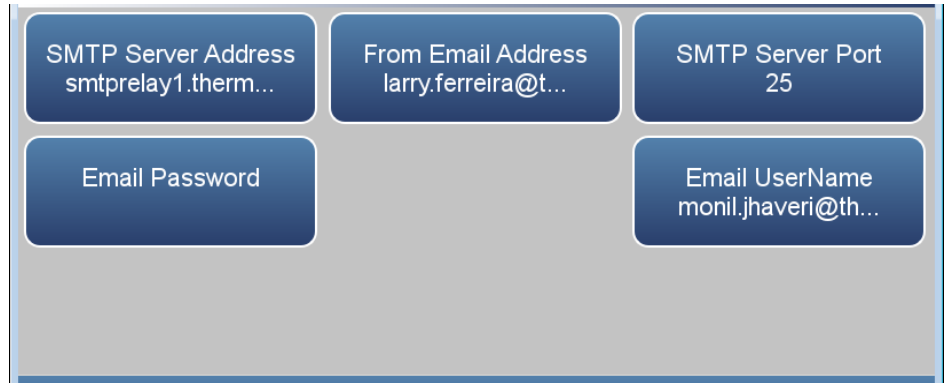 SMTP Server Address
smtprelay1.therm...
From Email Address
larry.ferreira@t...
SMTP Server Port
25
Email Password
Email UserName
monil.jhaveri@th...